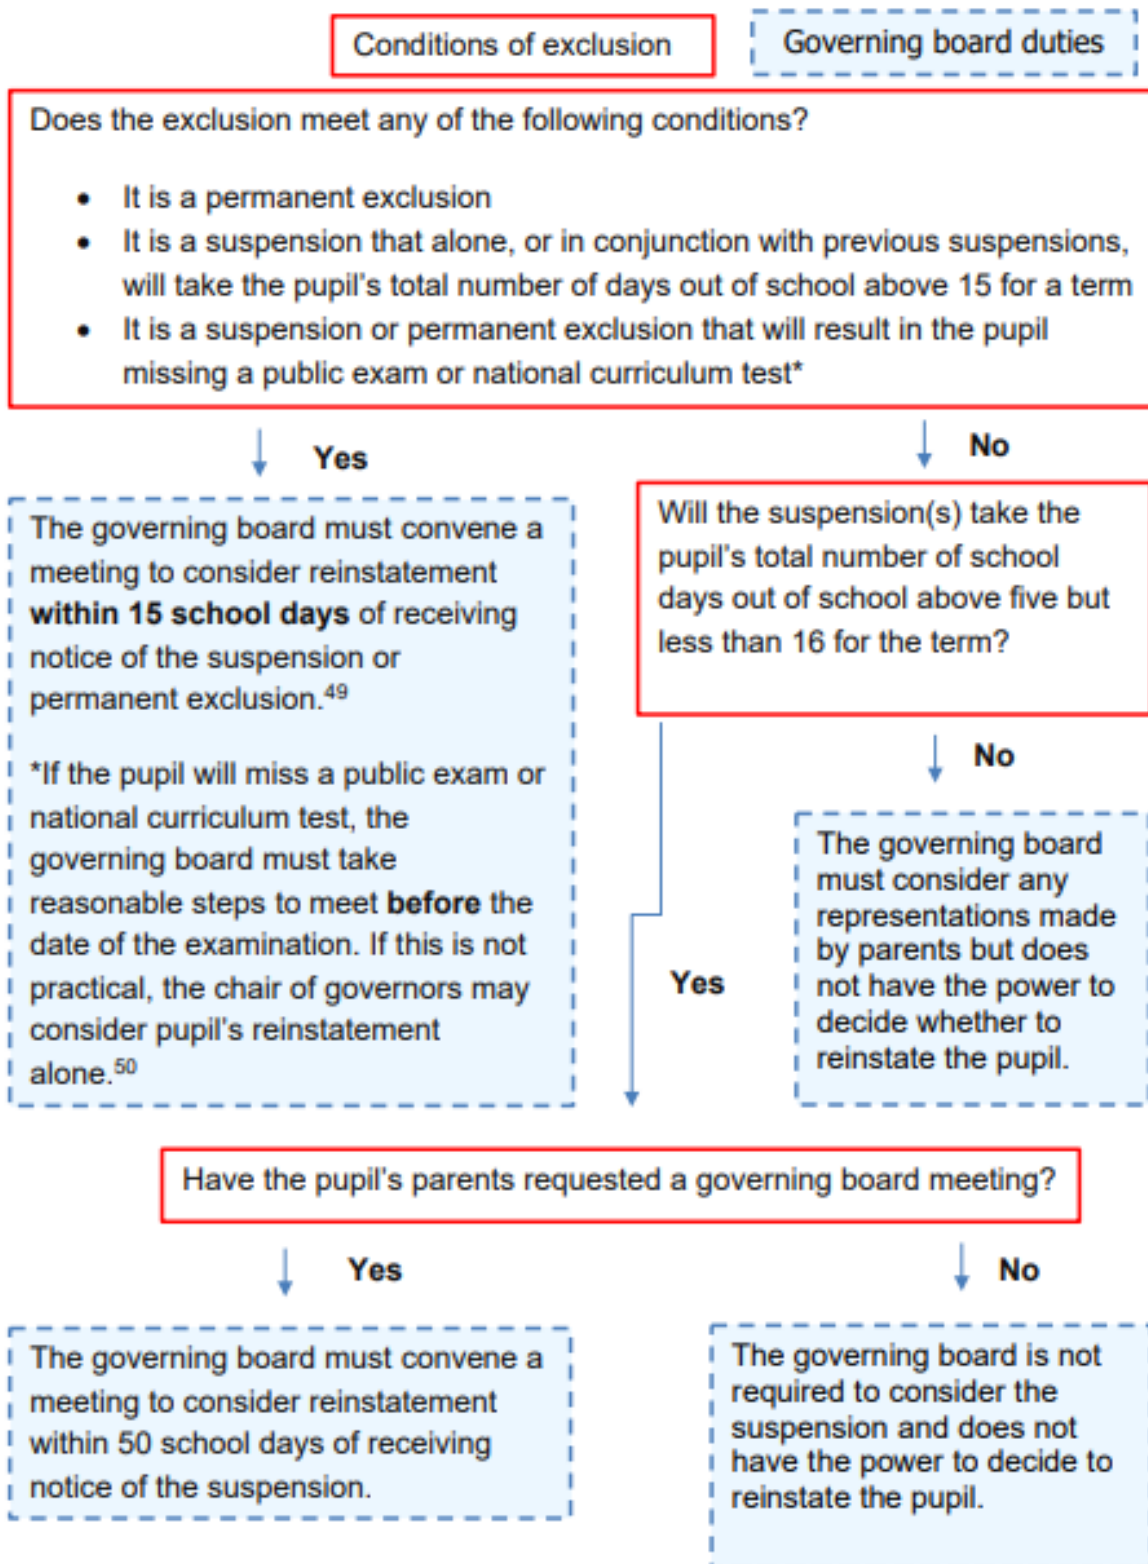 Conditions of exclusion
Governing board duties
Does the exclusion meet any of the following conditions?
• It is a permanent exclusion
• It is a suspension that alone, or in conjunction with previous suspensions,
will take the pupil's total number of days out of school above 15 for a term
• It is a suspension or permanent exclusion that will result in the pupil
missing a public exam or national curriculum test*
Yes
No
The governing board must convene a
meeting to consider reinstatement
within 15 school days of receiving
notice of the suspension or
permanent exclusion.49
*If the pupil will miss a public exam or
national curriculum test, the
governing board must take
reasonable steps to meet before the
date of the examination. If this is not
practical, the chair of governors may
consider pupil's reinstatement
alone.50
Will the suspension(s) take the
pupil's total number of school
days out of school above five but
less than 16 for the term?
No
The governing board
must consider any
representations made
by parents but does
not have the power to
decide whether to
reinstate the pupil.
Yes
Have the pupil's parents requested a governing board meeting?
Yes
No
The governing board must convene a
meeting to consider reinstatement
within 50 school days of receiving
notice of the suspension.
The governing board is not
required to consider the
suspension and does not
have the power to decide to
reinstate the pupil.